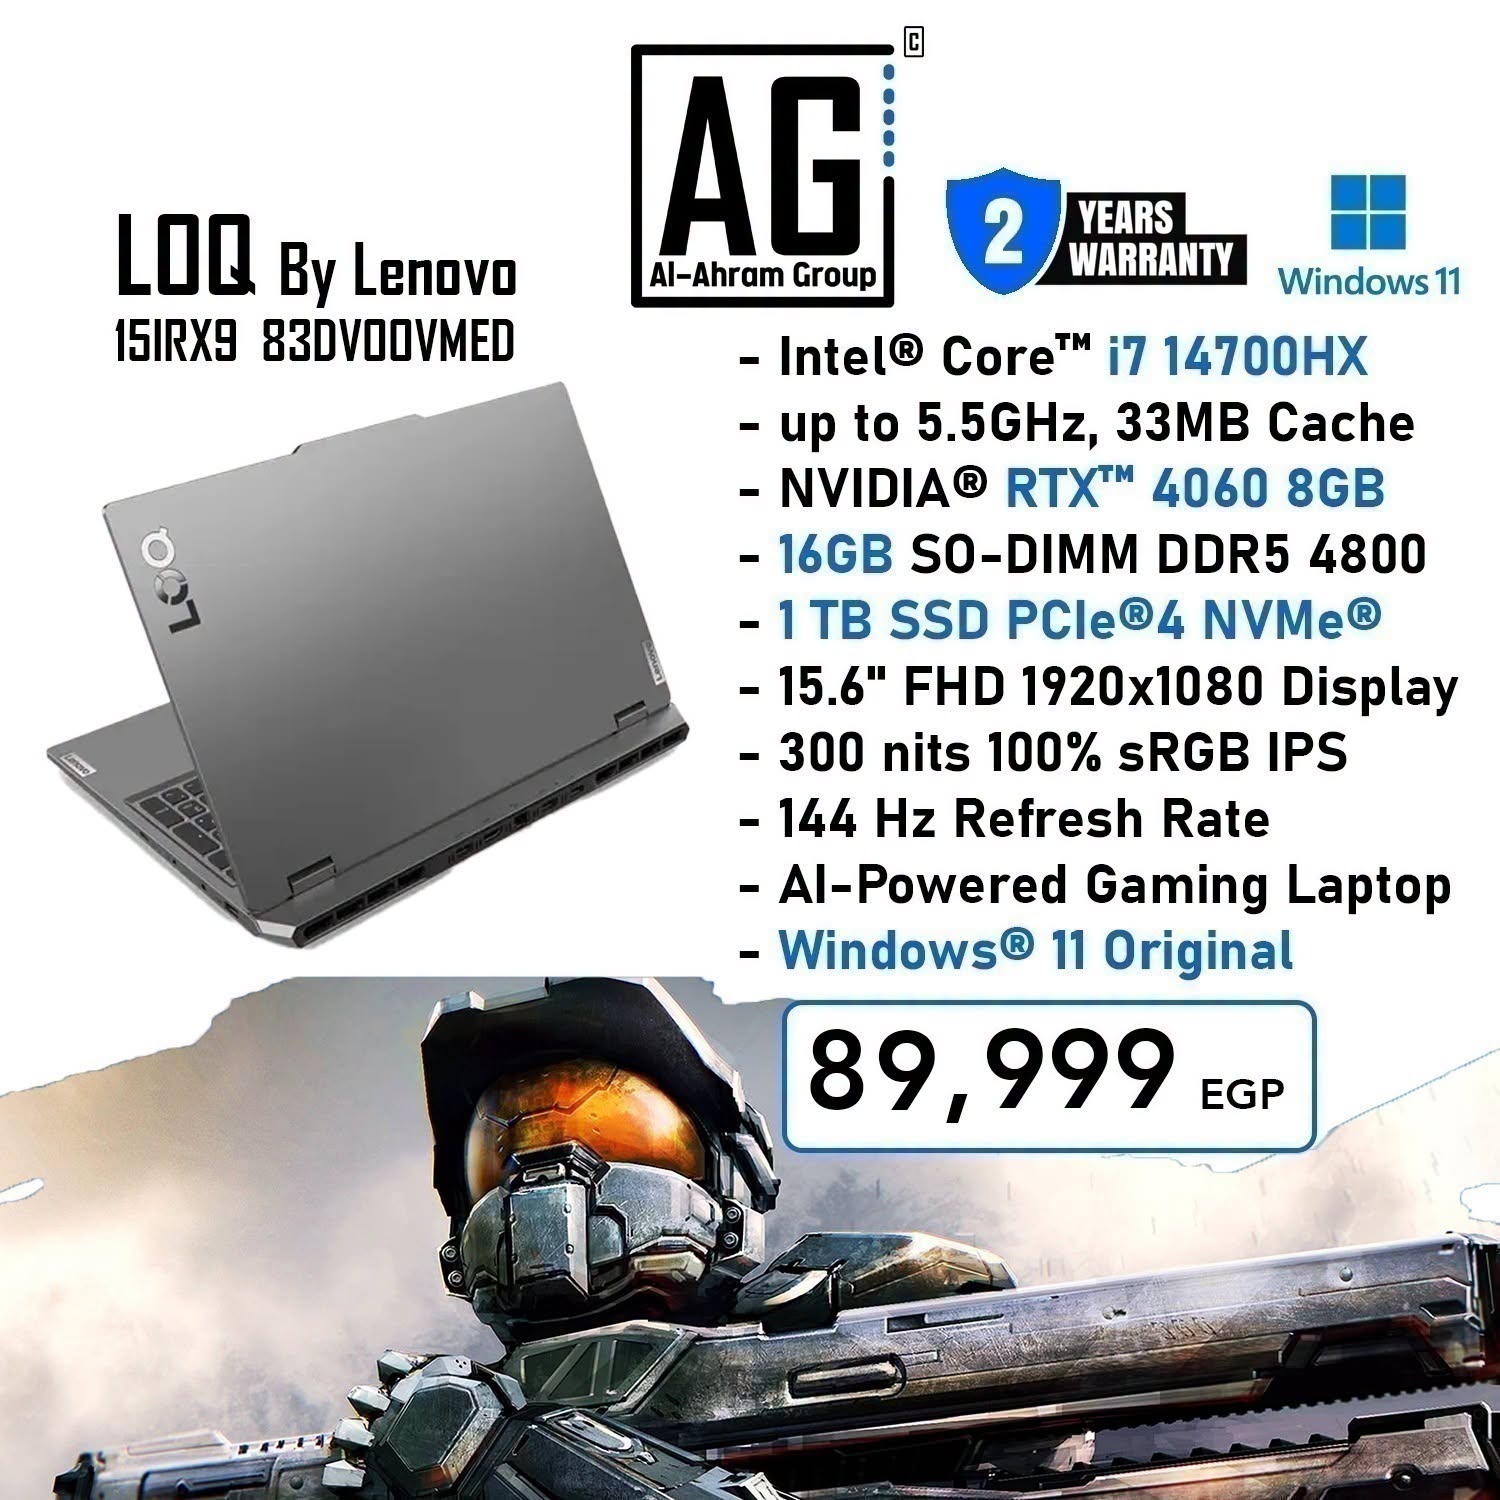 C
AG
Al-Ahram Group
2 YEARS
WARRANTY
Windows 11
LOQ By Lenovo
15IRX9 83DV00VMED
LOQ
Lenovo
Lenovo
- Intel® Core™ i7 14700HX
- up to 5.5GHz, 33MB Cache
- NVIDIA® RTX™ 4060 8GB
- 16GB SO-DIMM DDR5 4800
- 1 TB SSD PCIe®4 NVMe®
- 15.6" FHD 1920x1080 Display
- 300 nits 100% sRGB IPS
- 144 Hz Refresh Rate
- AI-Powered Gaming Laptop
- Windows® 11 Original
89,999 EGP